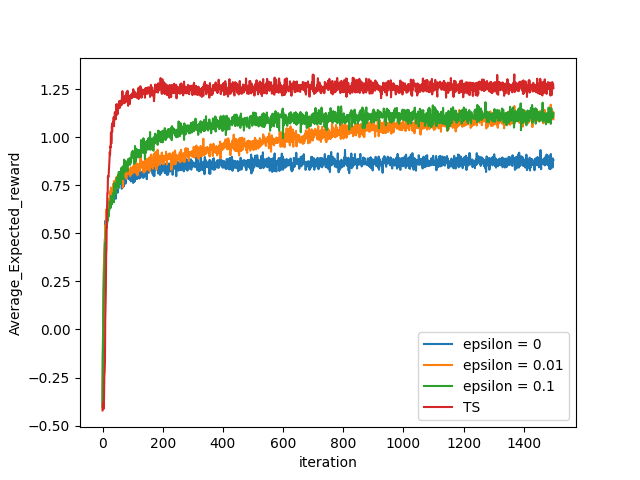 1.25
1.00
0.75
0.50
0.25
0.00
−0.25
−0.50
Average_Expected_reward
0 200 400 600 800 1000 1200 1400
iteration
epsilon = 0
epsilon = 0.01
epsilon = 0.1
TS